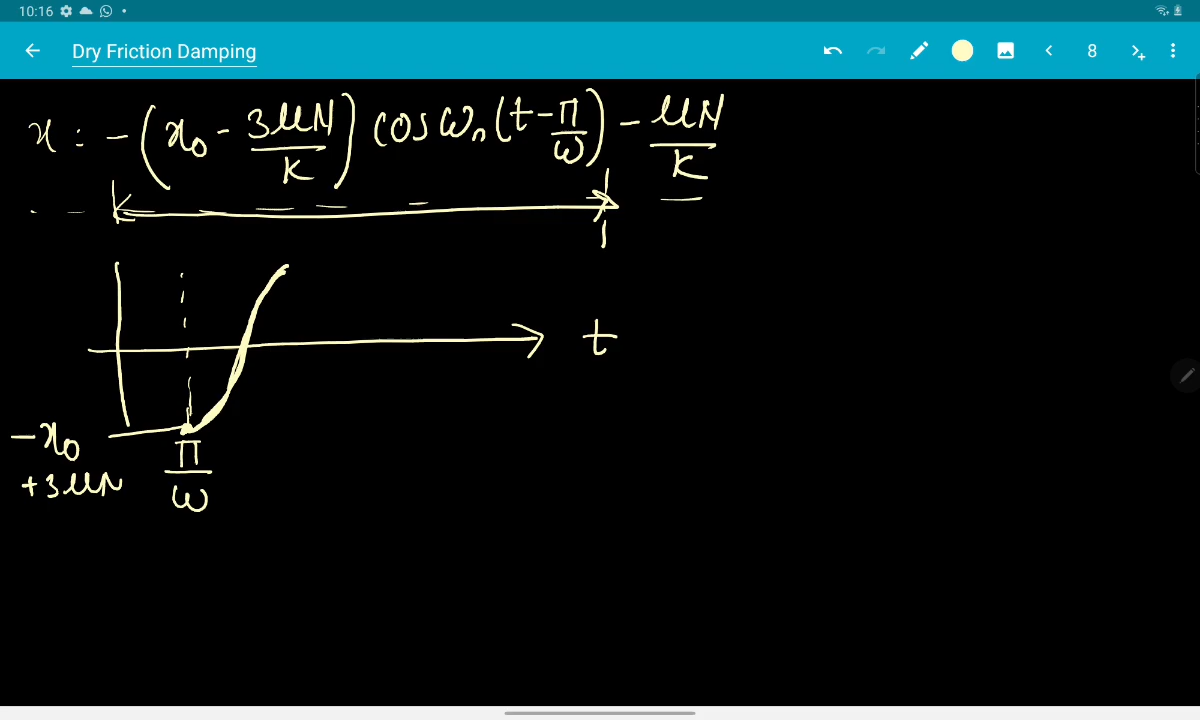 10:16
Dry Friction Damping
8
x = -(x₀ - 3μN/K) cos ωₙ(t - π/ω) - μN/K
t
-x₀
+3μN
π/ω